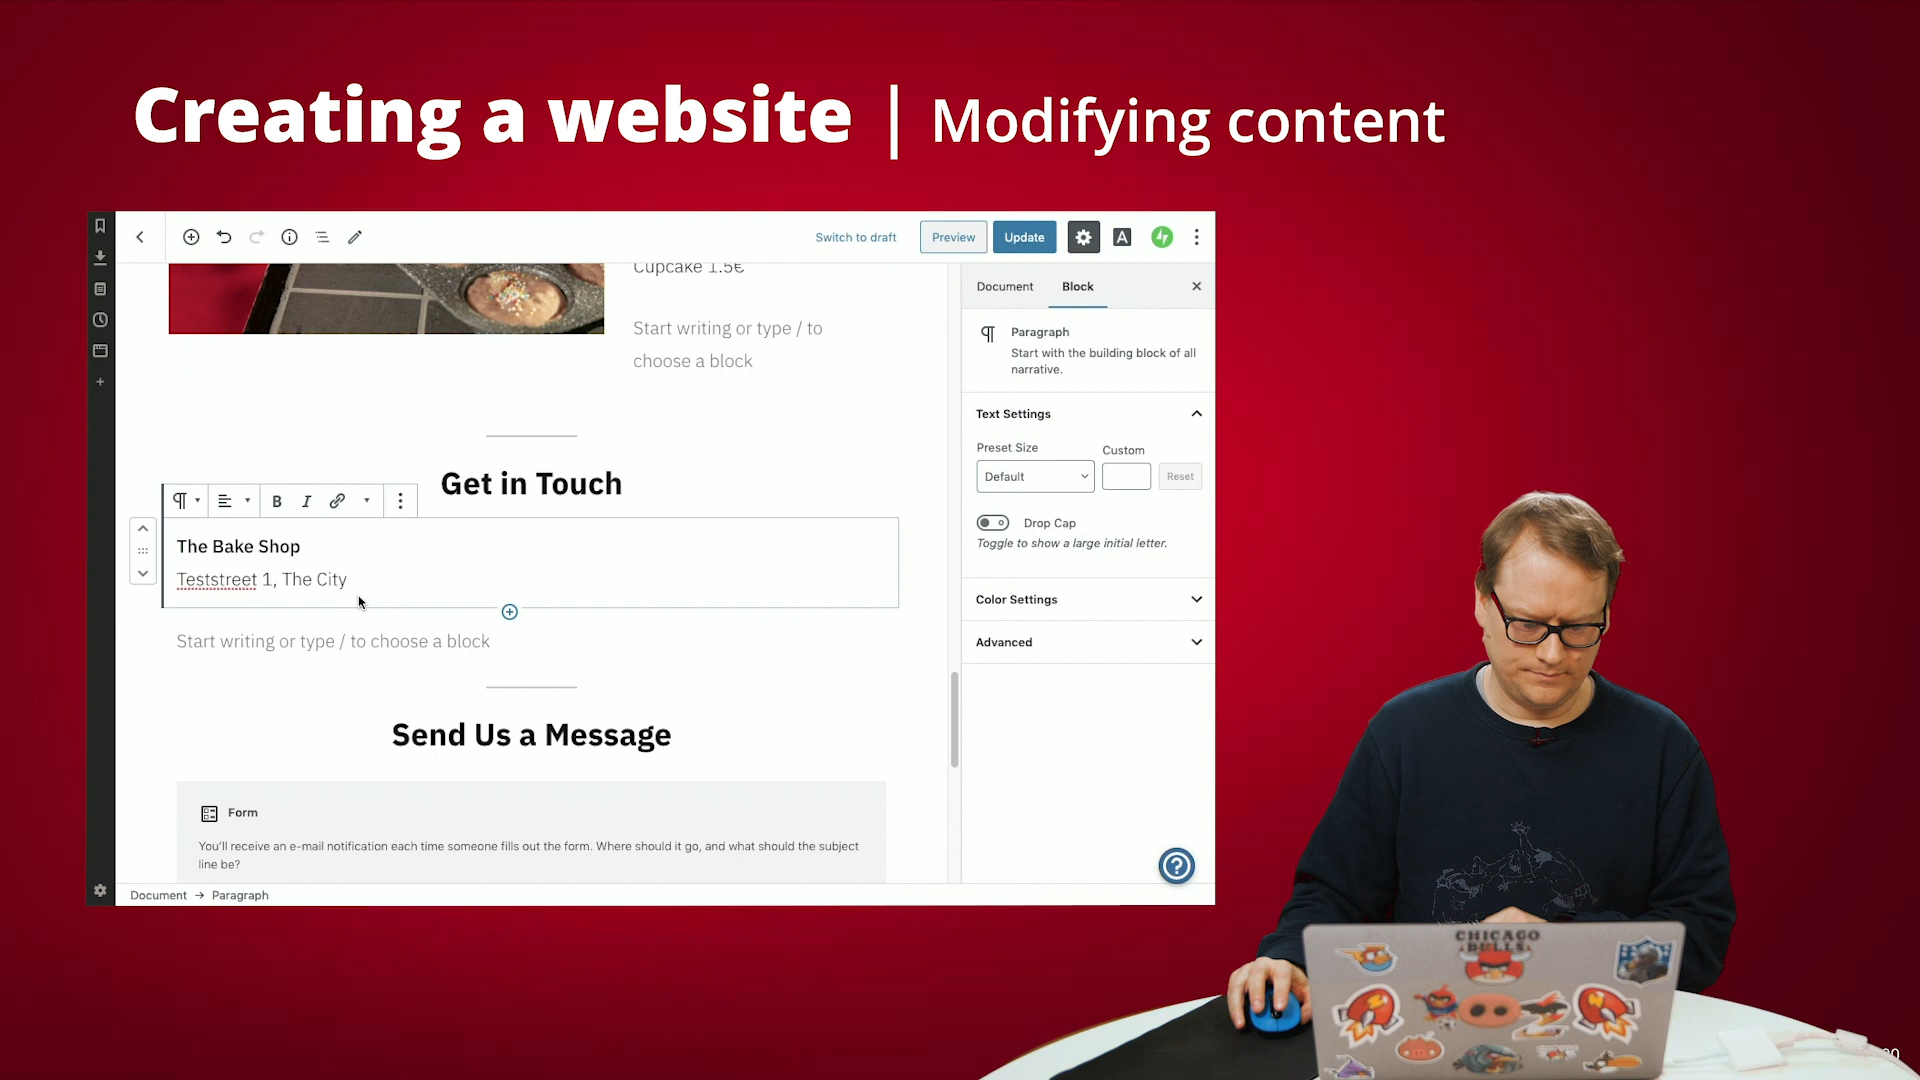 Creating a website | Modifying content
Switch to draft
Preview
Update
Cupcake 1.5€
Start writing or type / to
choose a block
Get in Touch
B I
The Bake Shop
Teststreet 1, The City
Start writing or type / to choose a block
Send Us a Message
Form
You'll receive an e-mail notification each time someone fills out the form. Where should it go, and what should the subject
line be?
Document → Paragraph
Document
Block
Paragraph
Start with the building block of all
narrative.
Text Settings
Preset Size
Custom
Default
Reset
Drop Cap
Toggle to show a large initial letter.
Color Settings
Advanced
CHICAGO
BULLS